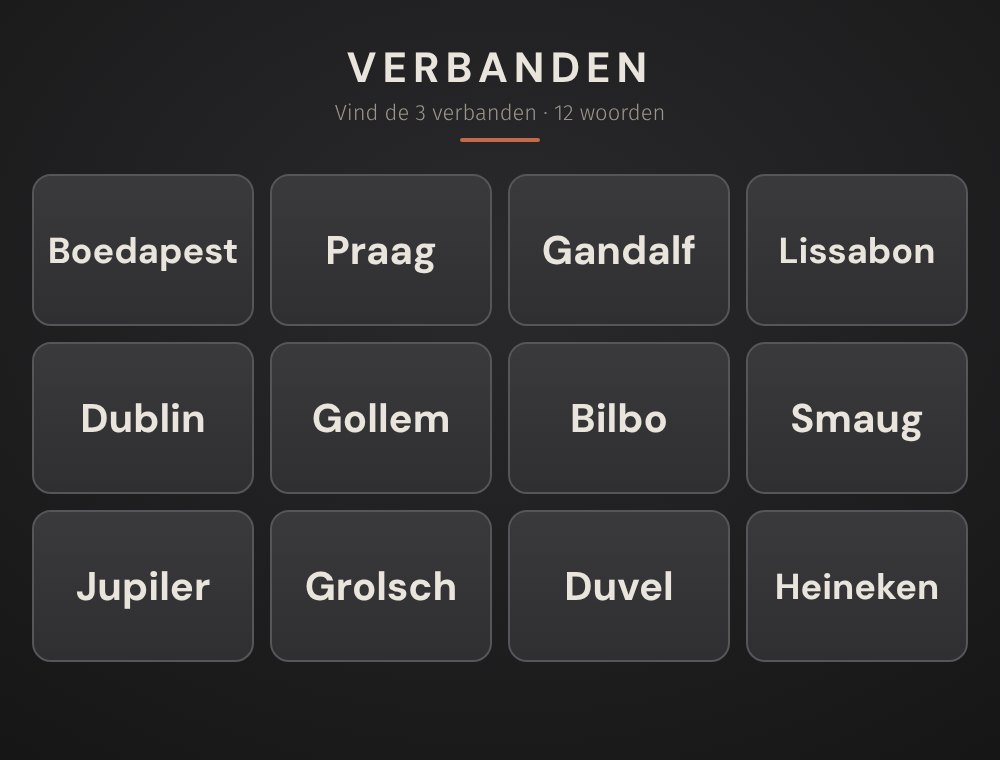 VERBANDEN
Vind de 3 verbanden · 12 woorden
Boedapest Praag Gandalf Lissabon
Dublin Gollem Bilbo Smaug
Jupiler Grolsch Duvel Heineken